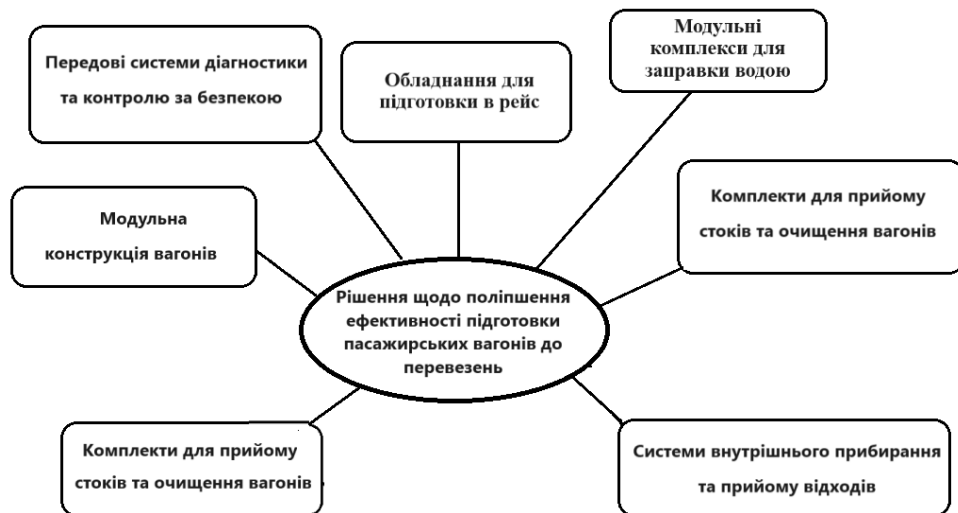 Передові системи діагностики
та контролю за безпекою
Обладнання для
підготовки в рейс
Модульні
комплекси для
заправки водою
Модульна
конструкція вагонів
Комплекти для прийому
стоків та очищення вагонів
Рішення щодо поліпшення
ефективності підготовки
пасажирських вагонів до
перевезень
Комплекти для прийому
стоків та очищення вагонів
Системи внутрішнього прибирання
та прийому відходів